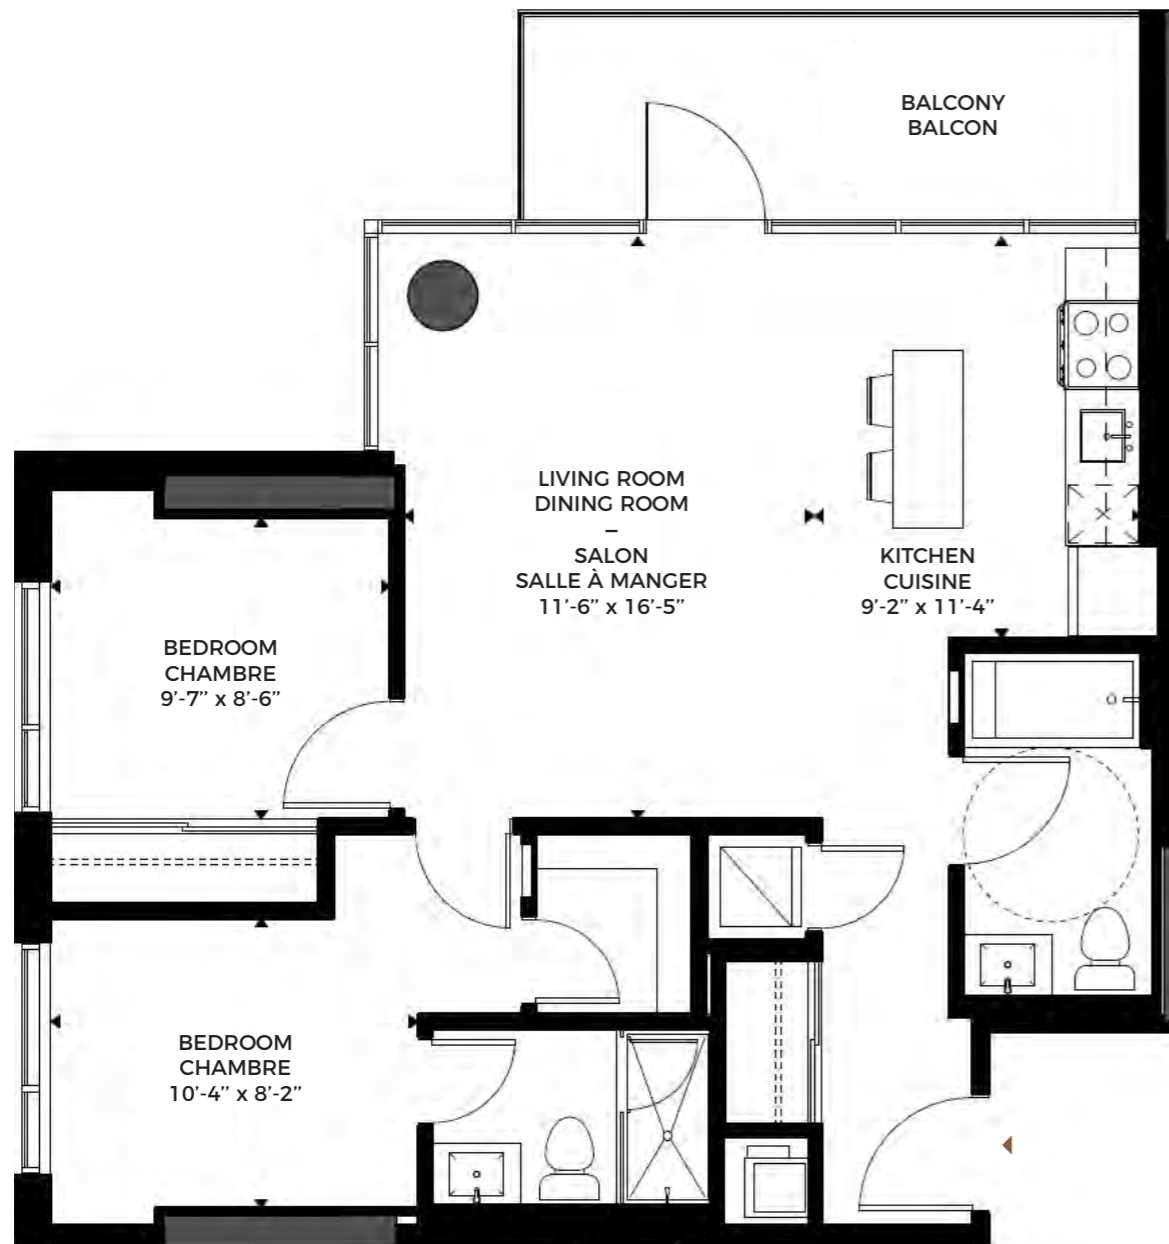 BALCONY
BALCON
LIVING ROOM
DINING ROOM
–
SALON
SALLE À MANGER
11’-6” x 16’-5”
KITCHEN
CUISINE
9’-2” x 11’-4”
BEDROOM
CHAMBRE
9’-7” x 8’-6”
BEDROOM
CHAMBRE
10’-4” x 8’-2”